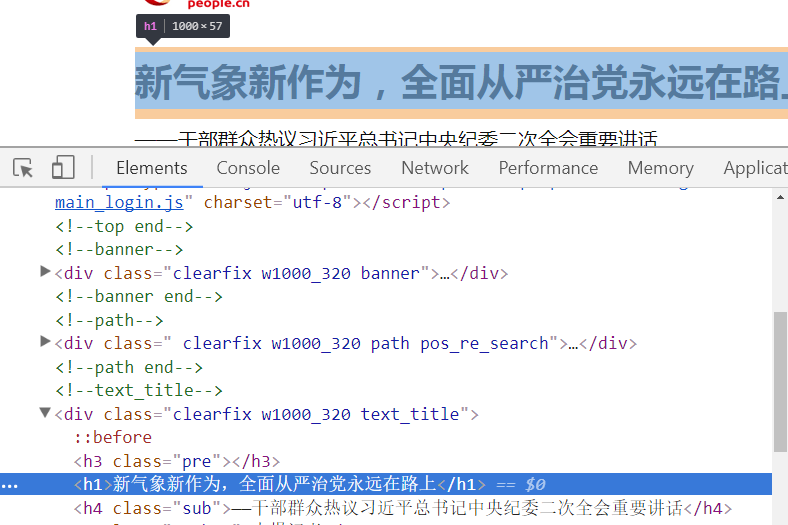 people.cn
h1 | 1000×57
新气象新作为，全面从严治党永远在路
——干部群众热议习近平总书记中央纪委二次全会重要讲话
Elements Console Sources Network Performance Memory Applicat
main_login.js" charset="utf-8"></script>
<!--top end-->
<!--banner-->
<div class="clearfix w1000_320 banner">…</div>
<!--banner end-->
<!--path-->
<div class=" clearfix w1000_320 path pos_re_search">…</div>
<!--path end-->
<!--text_title-->
<div class="clearfix w1000_320 text_title">
::before
<h3 class="pre"></h3>
... <h1>新气象新作为，全面从严治党永远在路上</h1> == $0
<h4 class="sub">——干部群众热议习近平总书记中央纪委二次全会重要讲话</h4>